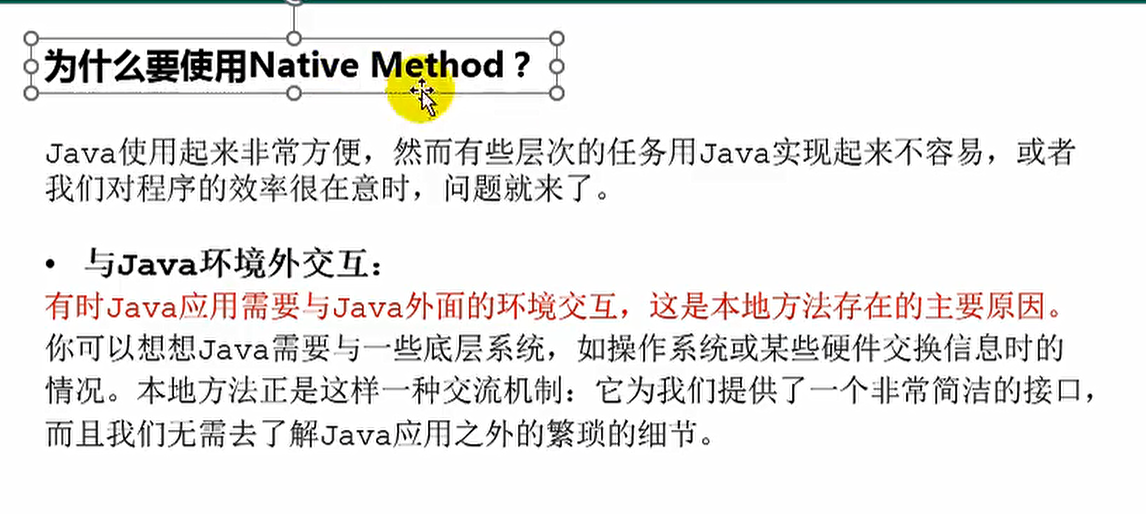 为什么要使用Native Method？
Java使用起来非常方便，然而有些层次的任务用Java实现起来不容易，或者
我们对程序的效率很在意时，问题就来了。
• 与Java环境外交互：
有时Java应用需要与Java外面的环境交互，这是本地方法存在的主要原因。
你可以想想Java需要与一些底层系统，如操作系统或某些硬件交换信息时的
情况。本地方法正是这样一种交流机制：它为我们提供了一个非常简洁的接口，
而且我们无需去了解Java应用之外的繁琐的细节。